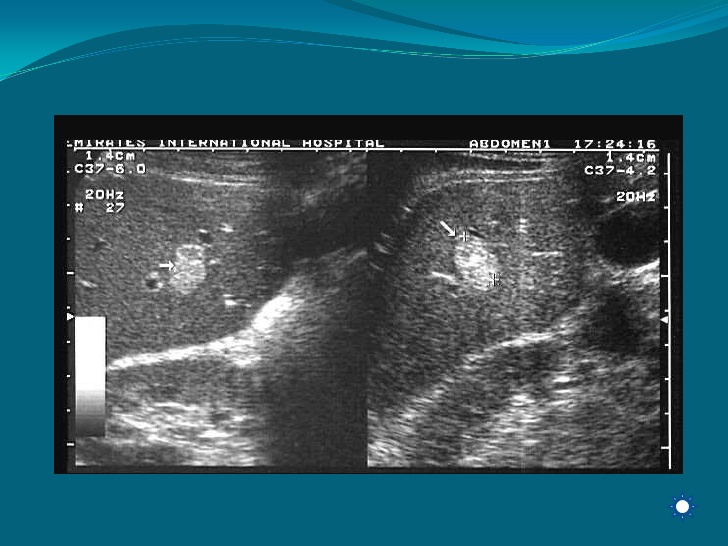 EMIRATES INTERNATIONAL HOSPITAL ABDOMEN1 17:24:16
1.4cm 1.4cm
C37-6.0 C37-4.2
20Hz 20Hz
# 27